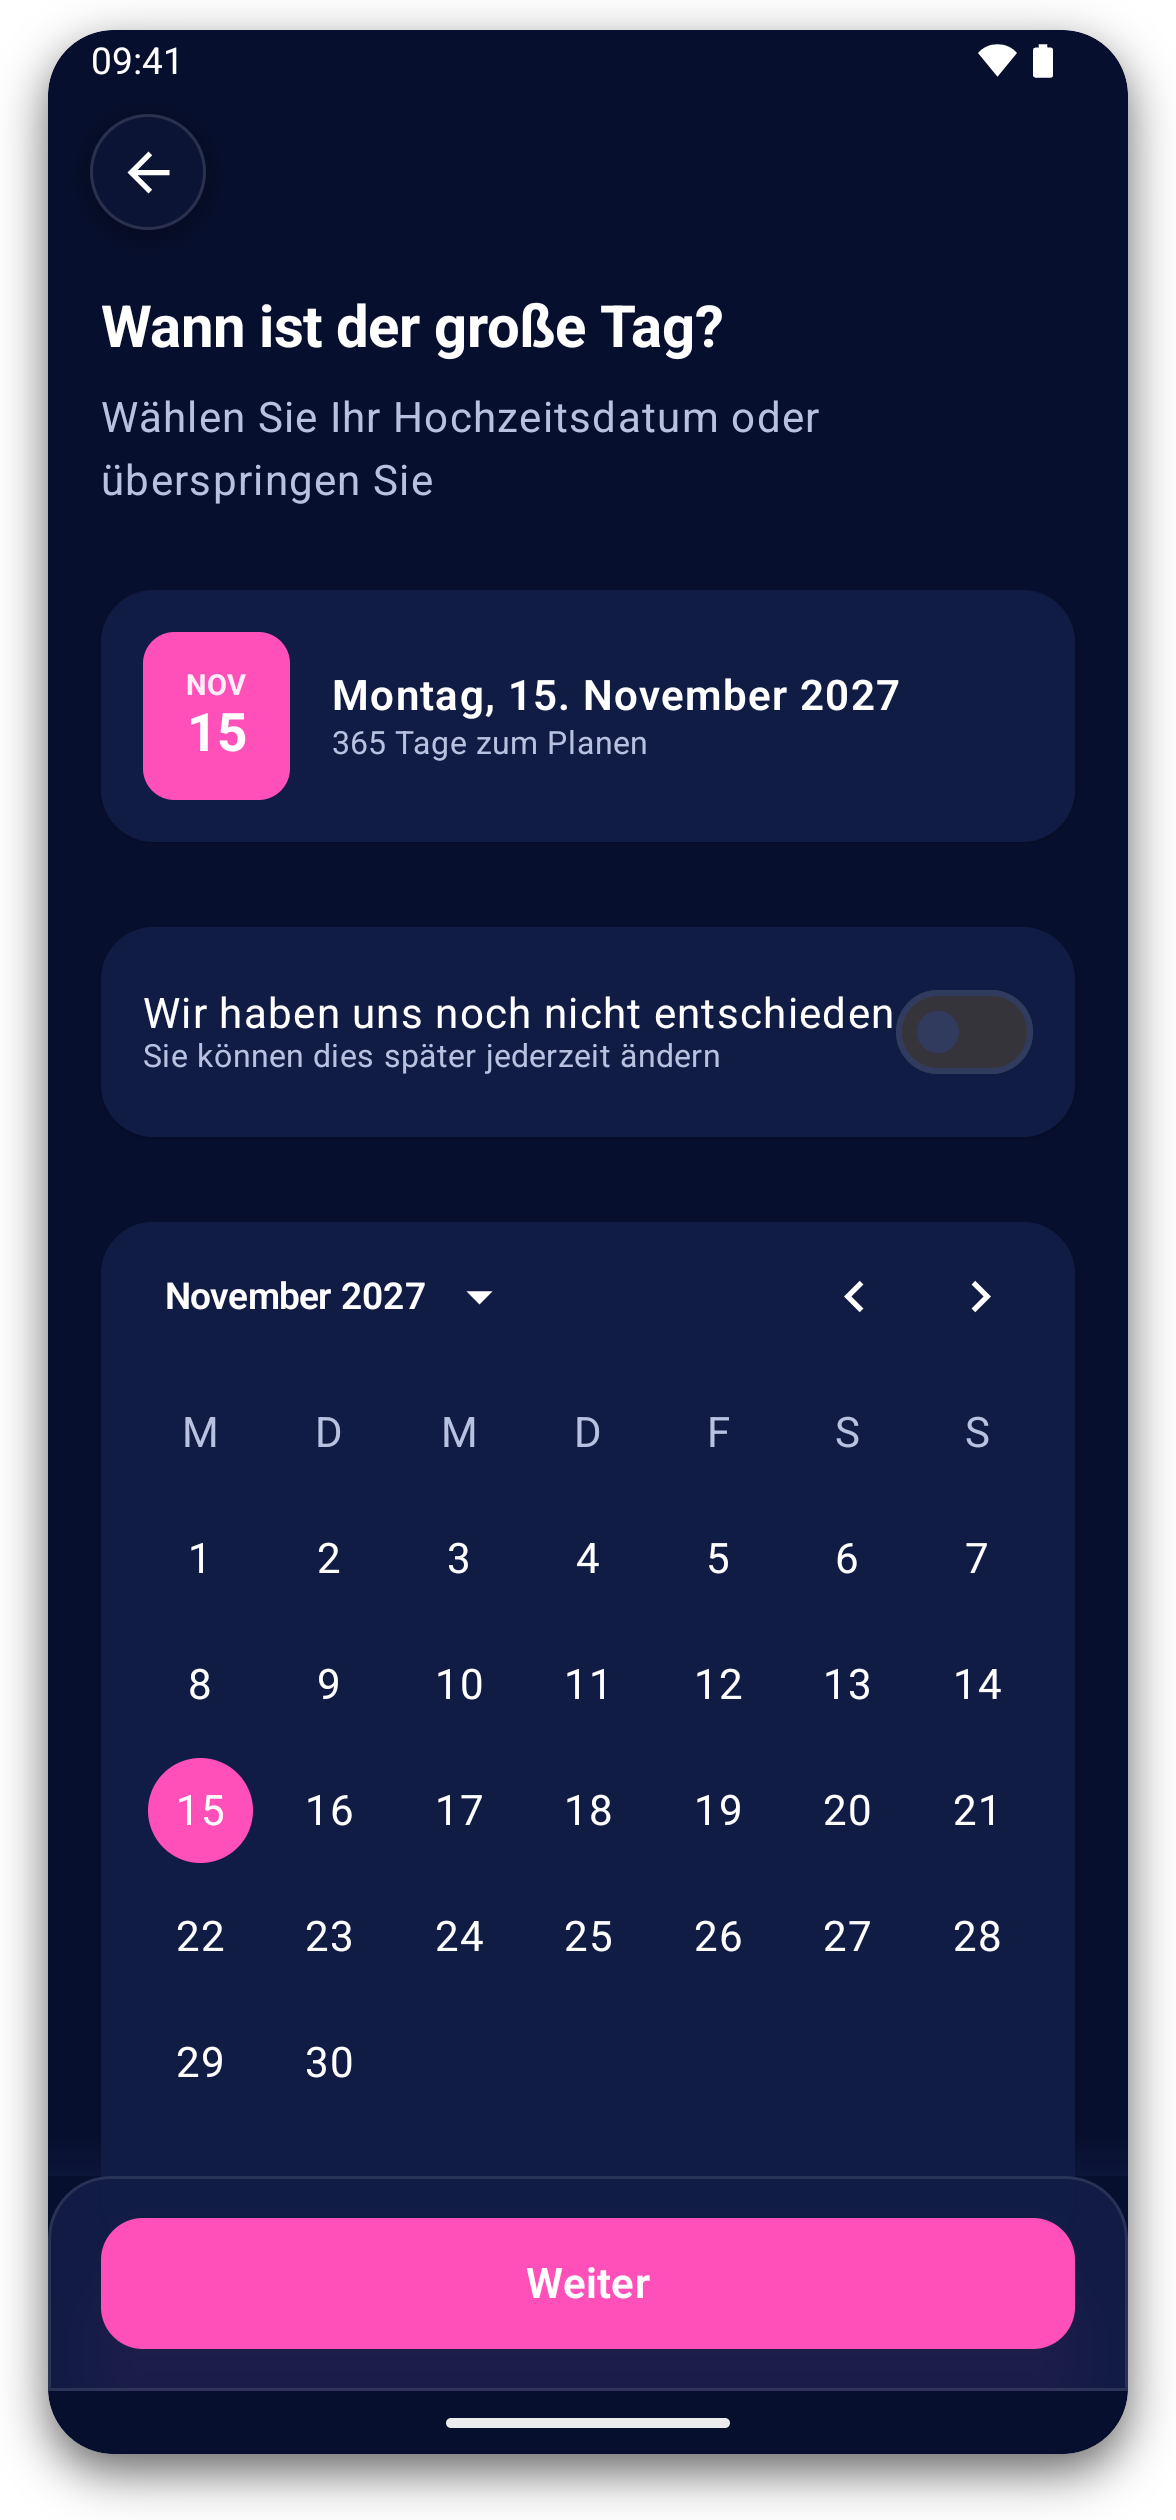 09:41
Wann ist der große Tag?
Wählen Sie Ihr Hochzeitsdatum oder
überspringen Sie
NOV
15
Montag, 15. November 2027
365 Tage zum Planen
Wir haben uns noch nicht entschieden
Sie können dies später jederzeit ändern
November 2027
M D M D F S S
1 2 3 4 5 6 7
8 9 10 11 12 13 14
15 16 17 18 19 20 21
22 23 24 25 26 27 28
29 30
Weiter